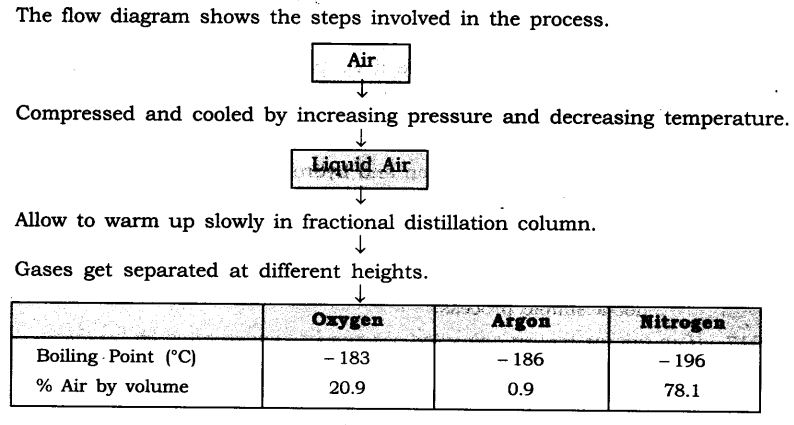 The flow diagram shows the steps involved in the process.
Air
Compressed and cooled by increasing pressure and decreasing temperature.
Liquid Air
Allow to warm up slowly in fractional distillation column.
Gases get separated at different heights.
Oxygen Argon Nitrogen
Boiling Point (°C) – 183 – 186 – 196
% Air by volume 20.9 0.9 78.1